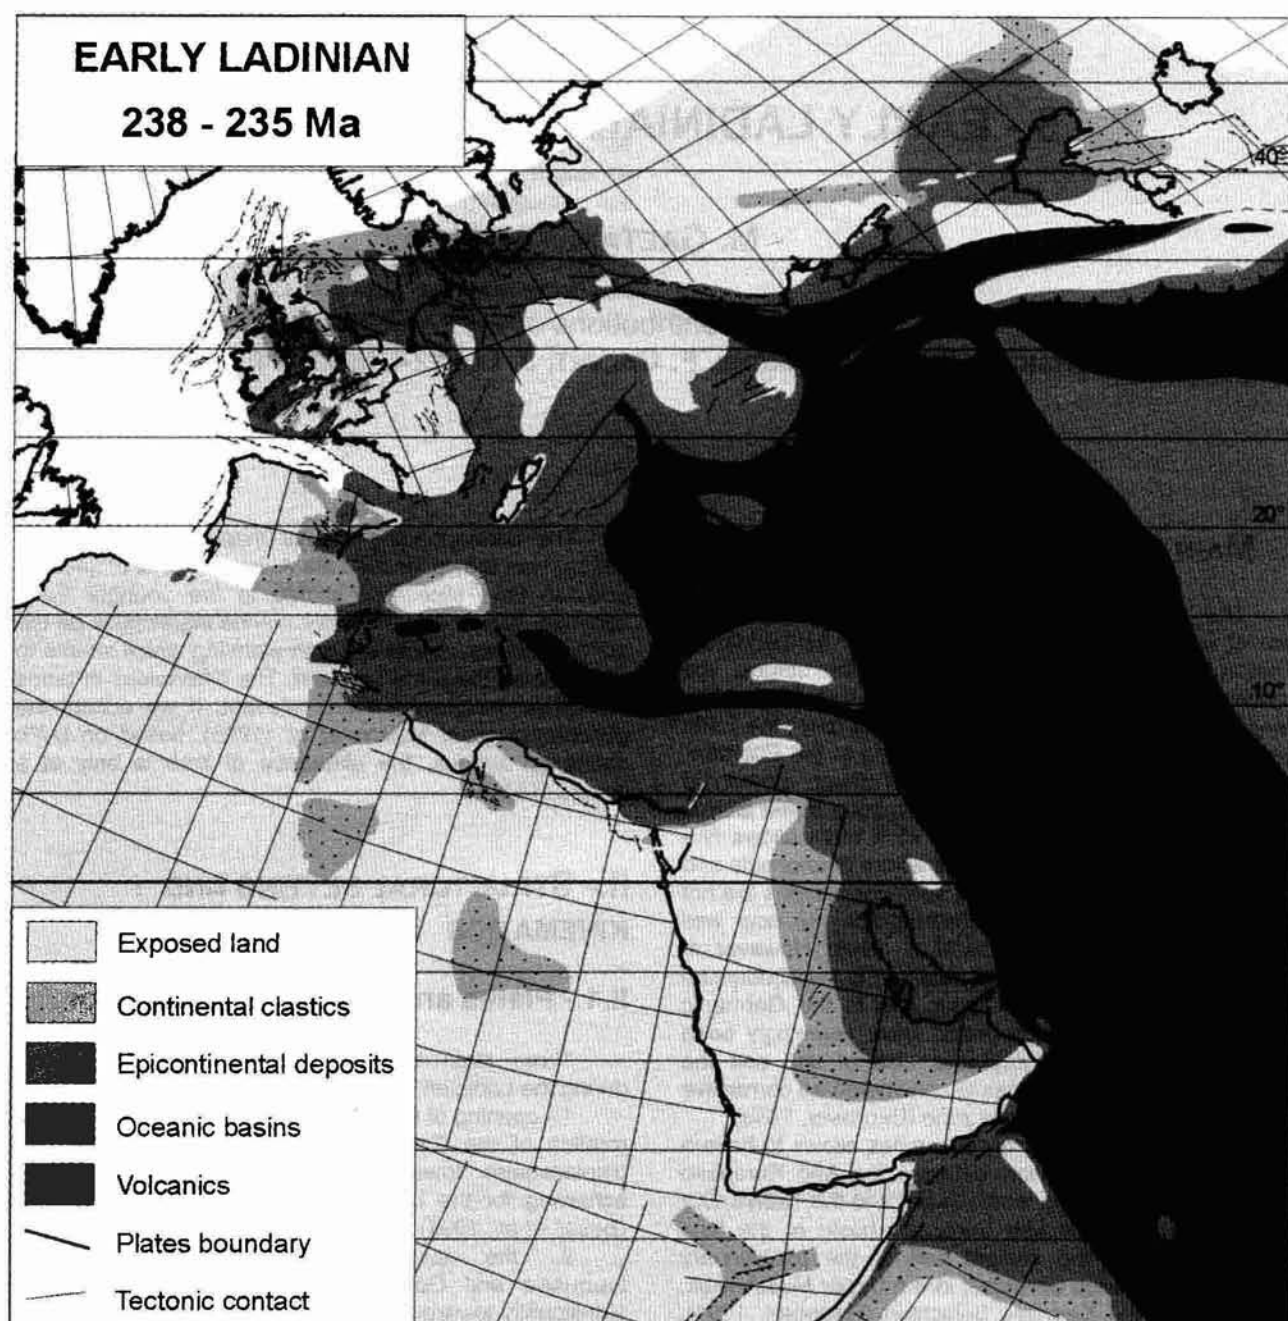 EARLY LADINIAN
238 - 235 Ma
40°
20°
10°
Exposed land
Continental clastics
Epicontinental deposits
Oceanic basins
Volcanics
Plates boundary
Tectonic contact